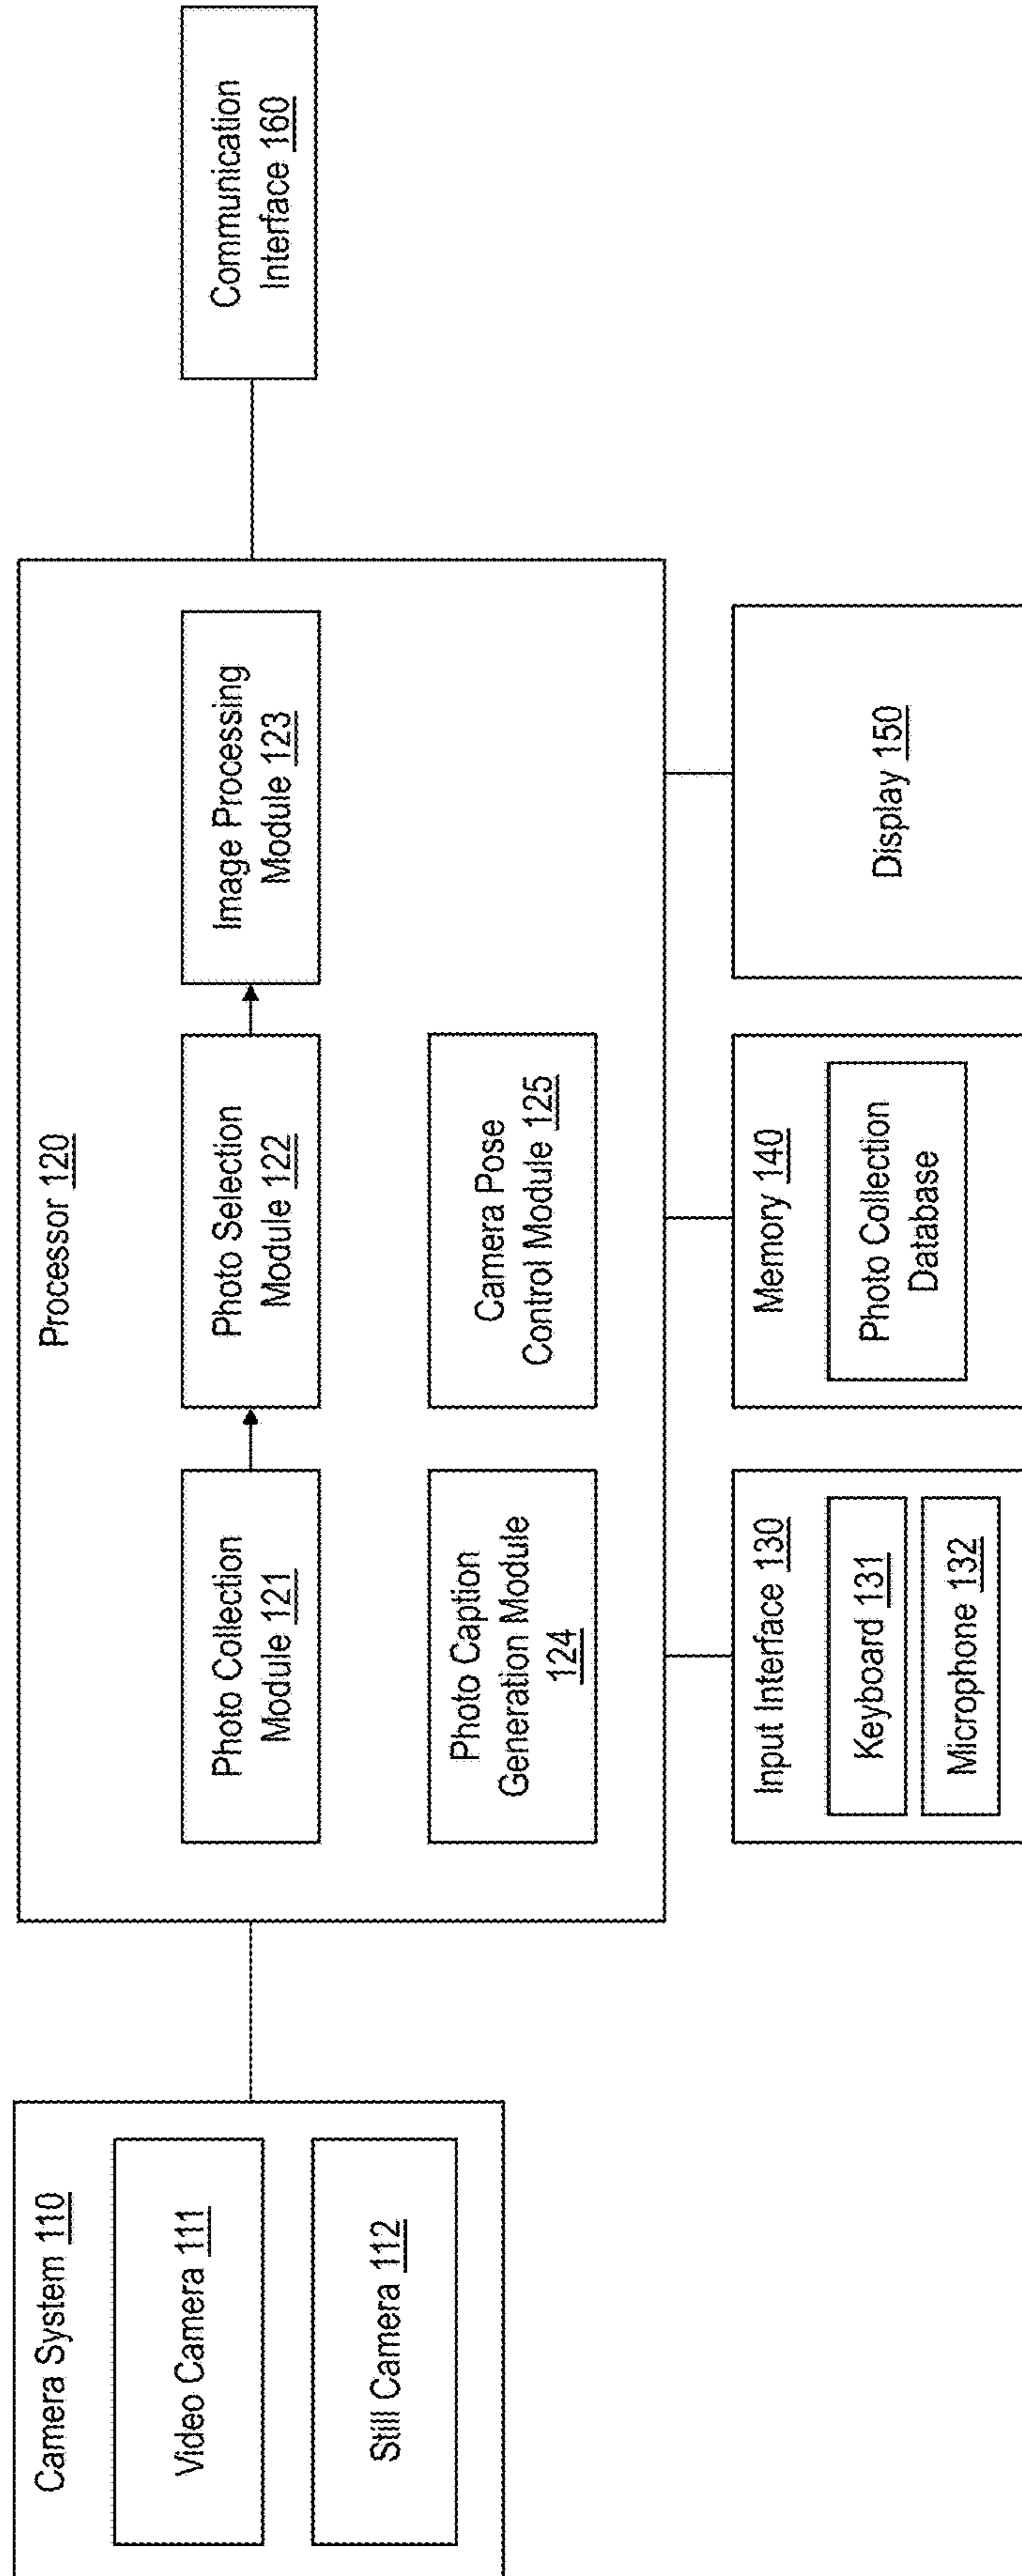 Camera System 110
Video Camera 111
Still Camera 112
Processor 120
Photo Collection
Module 121
Photo Selection
Module 122
Image Processing
Module 123
Photo Caption
Generation Module
124
Camera Pose
Control Module 125
Input Interface 130
Keyboard 131
Microphone 132
Memory 140
Photo Collection
Database
Display 150
Communication
Interface 160